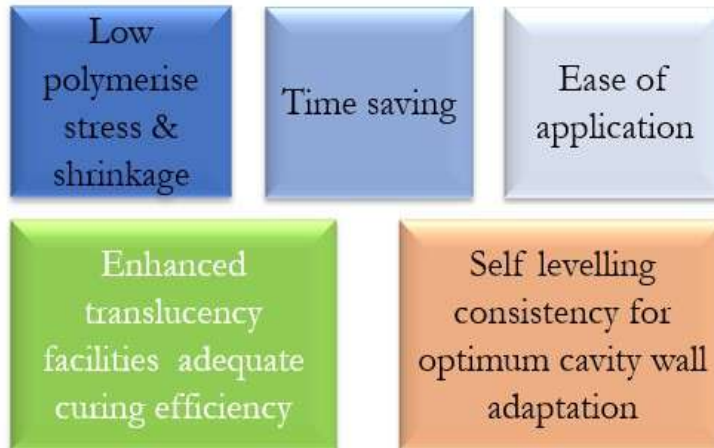 Low
polymerise
stress &
shrinkage
Time saving
Ease of
application
Enhanced
translucency
facilities adequate
curing efficiency
Self levelling
consistency for
optimum cavity wall
adaptation